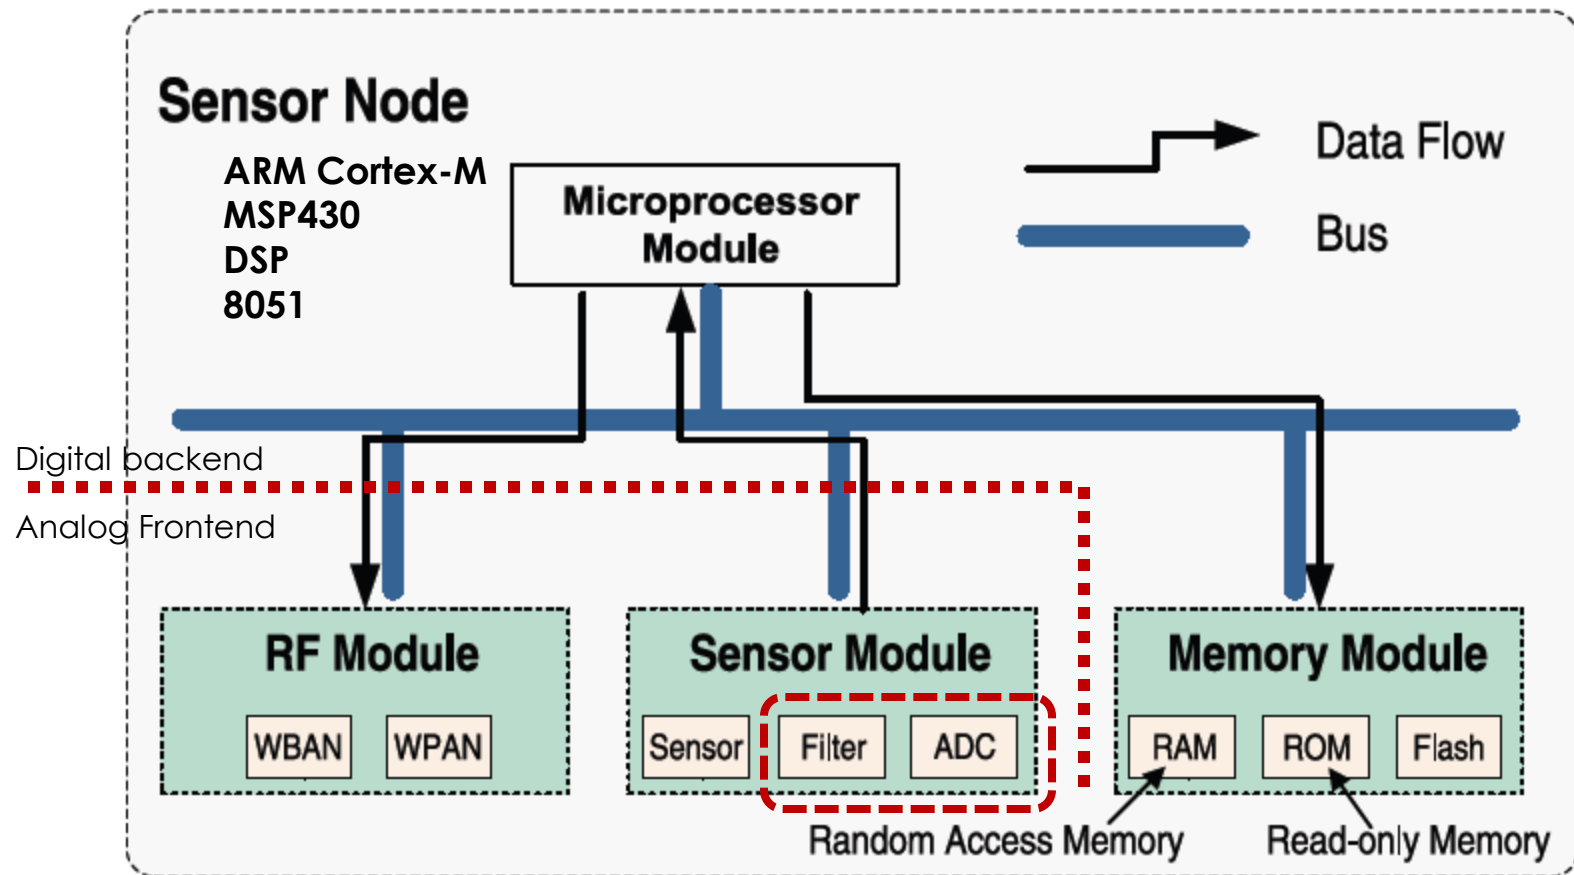 Sensor Node
ARM Cortex-M
MSP430
DSP
8051
Microprocessor
Module
Data Flow
Bus
Digital backend
Analog Frontend
RF Module
WBAN
WPAN
Sensor Module
Sensor
Filter
ADC
Memory Module
RAM
ROM
Flash
Random Access Memory
Read-only Memory